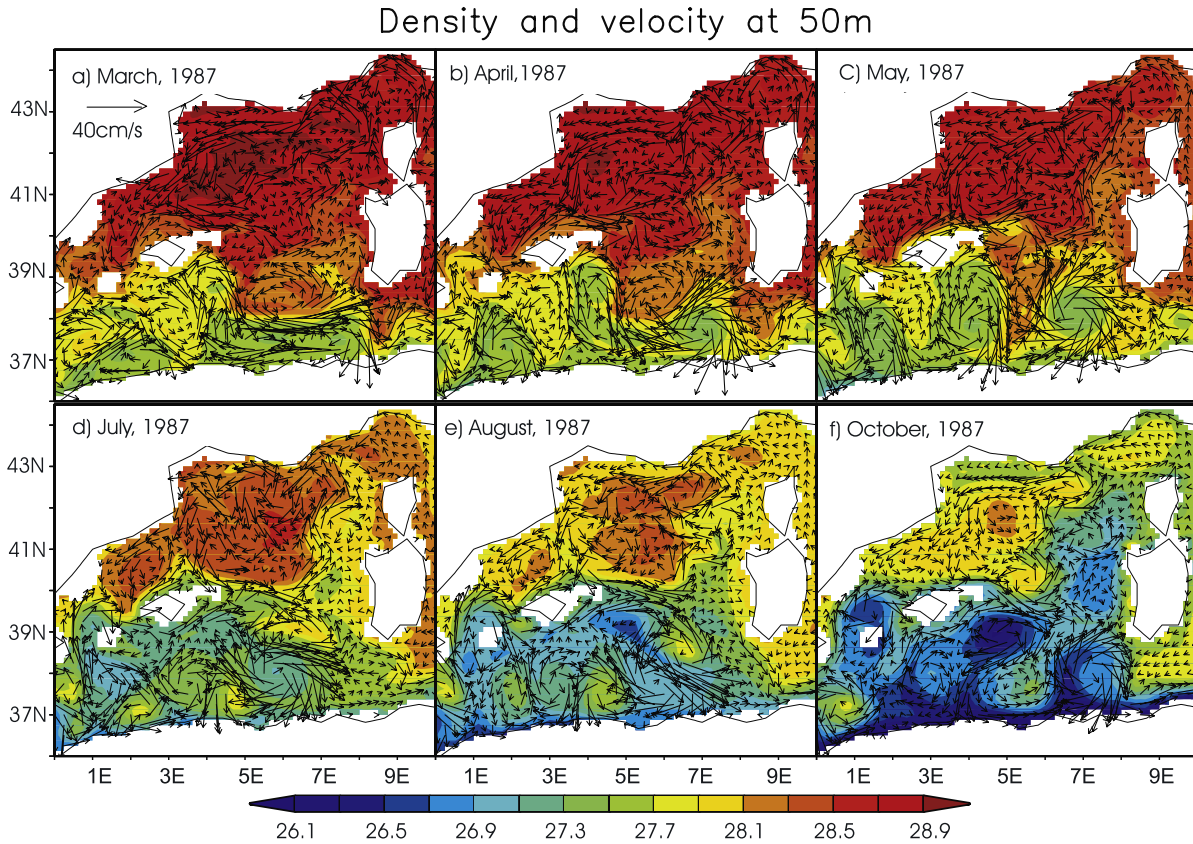 Density and velocity at 50m
a) March, 1987
b) April,1987
C) May, 1987
40cm/s
43N
41N
39N
37N
d) July, 1987
e) August, 1987
f) October, 1987
43N
41N
39N
37N
1E 3E 5E 7E 9E 1E 3E 5E 7E 9E 1E 3E 5E 7E 9E
26.1 26.5 26.9 27.3 27.7 28.1 28.5 28.9